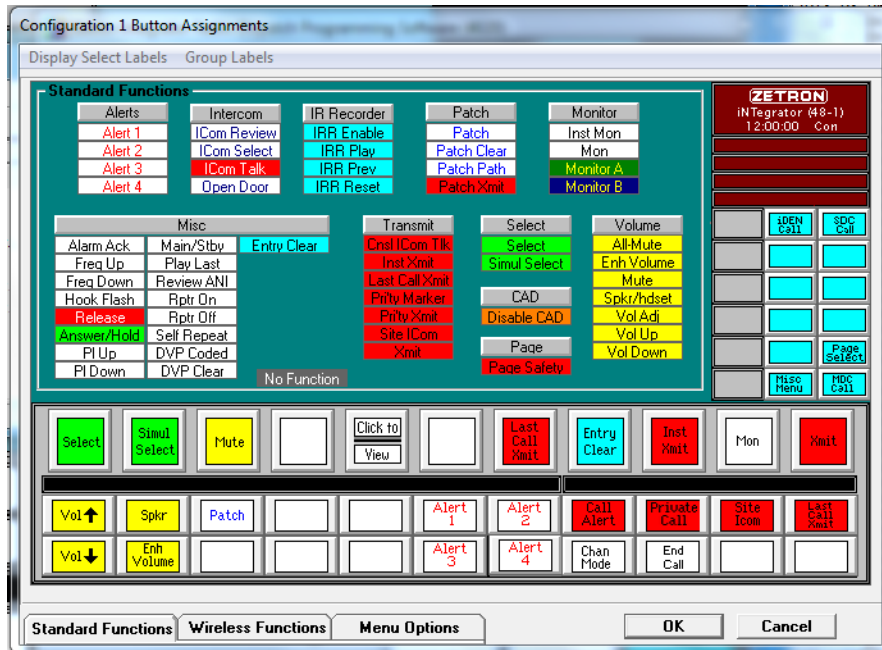 Configuration 1 Button Assignments
Display Select Labels Group Labels
Standard Functions
Alerts
Alert 1
Alert 2
Alert 3
Alert 4
Intercom
ICom Review
ICom Select
ICom Talk
Open Door
IR Recorder
IRR Enable
IRR Play
IRR Prev
IRR Reset
Patch
Patch
Patch Clear
Patch Path
Patch Xmit
Monitor
Inst Mon
Mon
Monitor A
Monitor B
Misc
Alarm Ack
Freq Up
Freq Down
Hook Flash
Release
Answer/Hold
Pl Up
Pl Down
Main/Stby
Play Last
Review ANI
Rptr On
Rptr Off
Self Repeat
DVP Coded
DVP Clear
Entry Clear
No Function
Transmit
Cnsl ICom Tlk
Inst Xmit
Last Call Xmit
Pri'ty Marker
Pri'ty Xmit
Site ICom
Xmit
Select
Select
Simul Select
CAD
Disable CAD
Page
Page Safety
Volume
All-Mute
Enh Volume
Mute
Spkr/hdset
Vol Adj
Vol Up
Vol Down
ZETRON
iNTegrator (48-1)
12:00:00 Con
iDEN
Call
SDC
Call
Page
Select
Misc
Menu
MDC
Call
Select
Simul
Select
Mute
Click to
View
Last
Call
Xmit
Entry
Clear
Inst
Xmit
Mon
Xmit
Vol
Spkr
Patch
Alert
1
Alert
2
Call
Alert
Private
Call
Site
Icom
Last
Call
Xmit
Vol
Enh
Volume
Alert
3
Alert
4
Chan
Mode
End
Call
Standard Functions Wireless Functions Menu Options OK Cancel